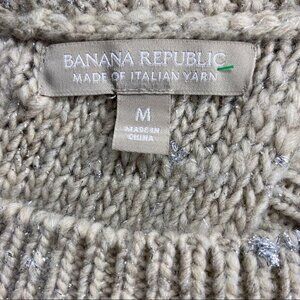 BANANA REPUBLIC
MADE OF ITALIAN YARN
M
MADE IN
CHINA